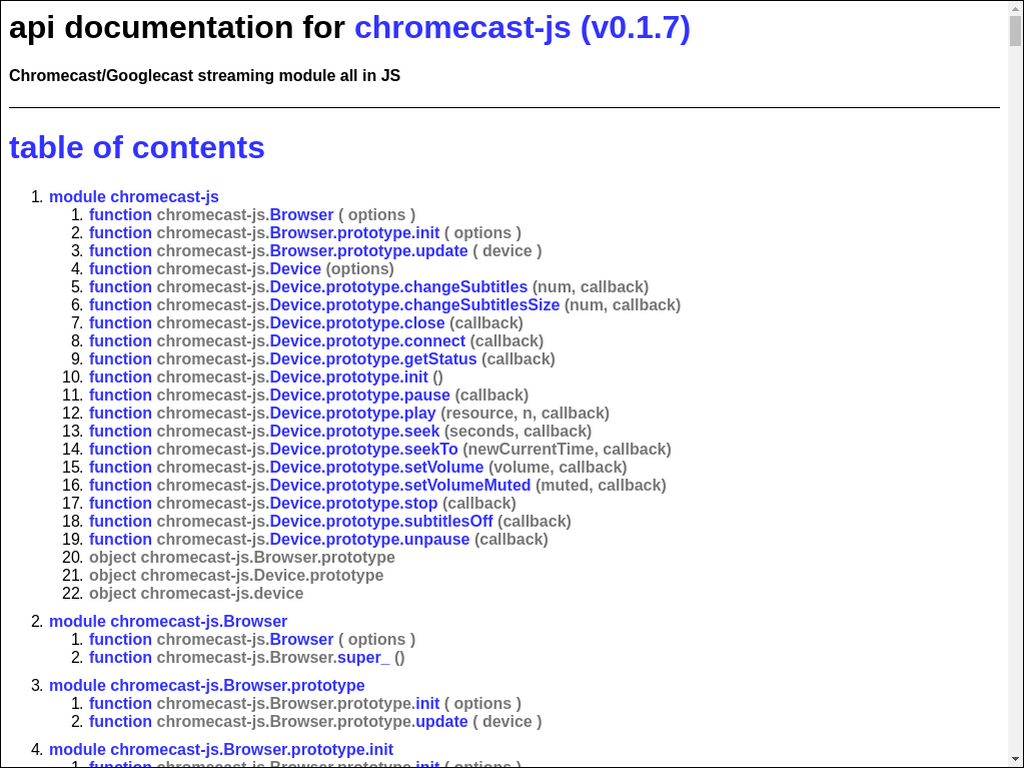 api documentation for chromecast-js (v0.1.7)
Chromecast/Googlecast streaming module all in JS
table of contents
1. module chromecast-js
1. function chromecast-js.Browser ( options )
2. function chromecast-js.Browser.prototype.init ( options )
3. function chromecast-js.Browser.prototype.update ( device )
4. function chromecast-js.Device (options)
5. function chromecast-js.Device.prototype.changeSubtitles (num, callback)
6. function chromecast-js.Device.prototype.changeSubtitlesSize (num, callback)
7. function chromecast-js.Device.prototype.close (callback)
8. function chromecast-js.Device.prototype.connect (callback)
9. function chromecast-js.Device.prototype.getStatus (callback)
10. function chromecast-js.Device.prototype.init ()
11. function chromecast-js.Device.prototype.pause (callback)
12. function chromecast-js.Device.prototype.play (resource, n, callback)
13. function chromecast-js.Device.prototype.seek (seconds, callback)
14. function chromecast-js.Device.prototype.seekTo (newCurrentTime, callback)
15. function chromecast-js.Device.prototype.setVolume (volume, callback)
16. function chromecast-js.Device.prototype.setVolumeMuted (muted, callback)
17. function chromecast-js.Device.prototype.stop (callback)
18. function chromecast-js.Device.prototype.subtitlesOff (callback)
19. function chromecast-js.Device.prototype.unpause (callback)
20. object chromecast-js.Browser.prototype
21. object chromecast-js.Device.prototype
22. object chromecast-js.device
2. module chromecast-js.Browser
1. function chromecast-js.Browser ( options )
2. function chromecast-js.Browser.super_ ()
3. module chromecast-js.Browser.prototype
1. function chromecast-js.Browser.prototype.init ( options )
2. function chromecast-js.Browser.prototype.update ( device )
4. module chromecast-js.Browser.prototype.init
1. function chromecast-js.Browser.prototype.init ( options )